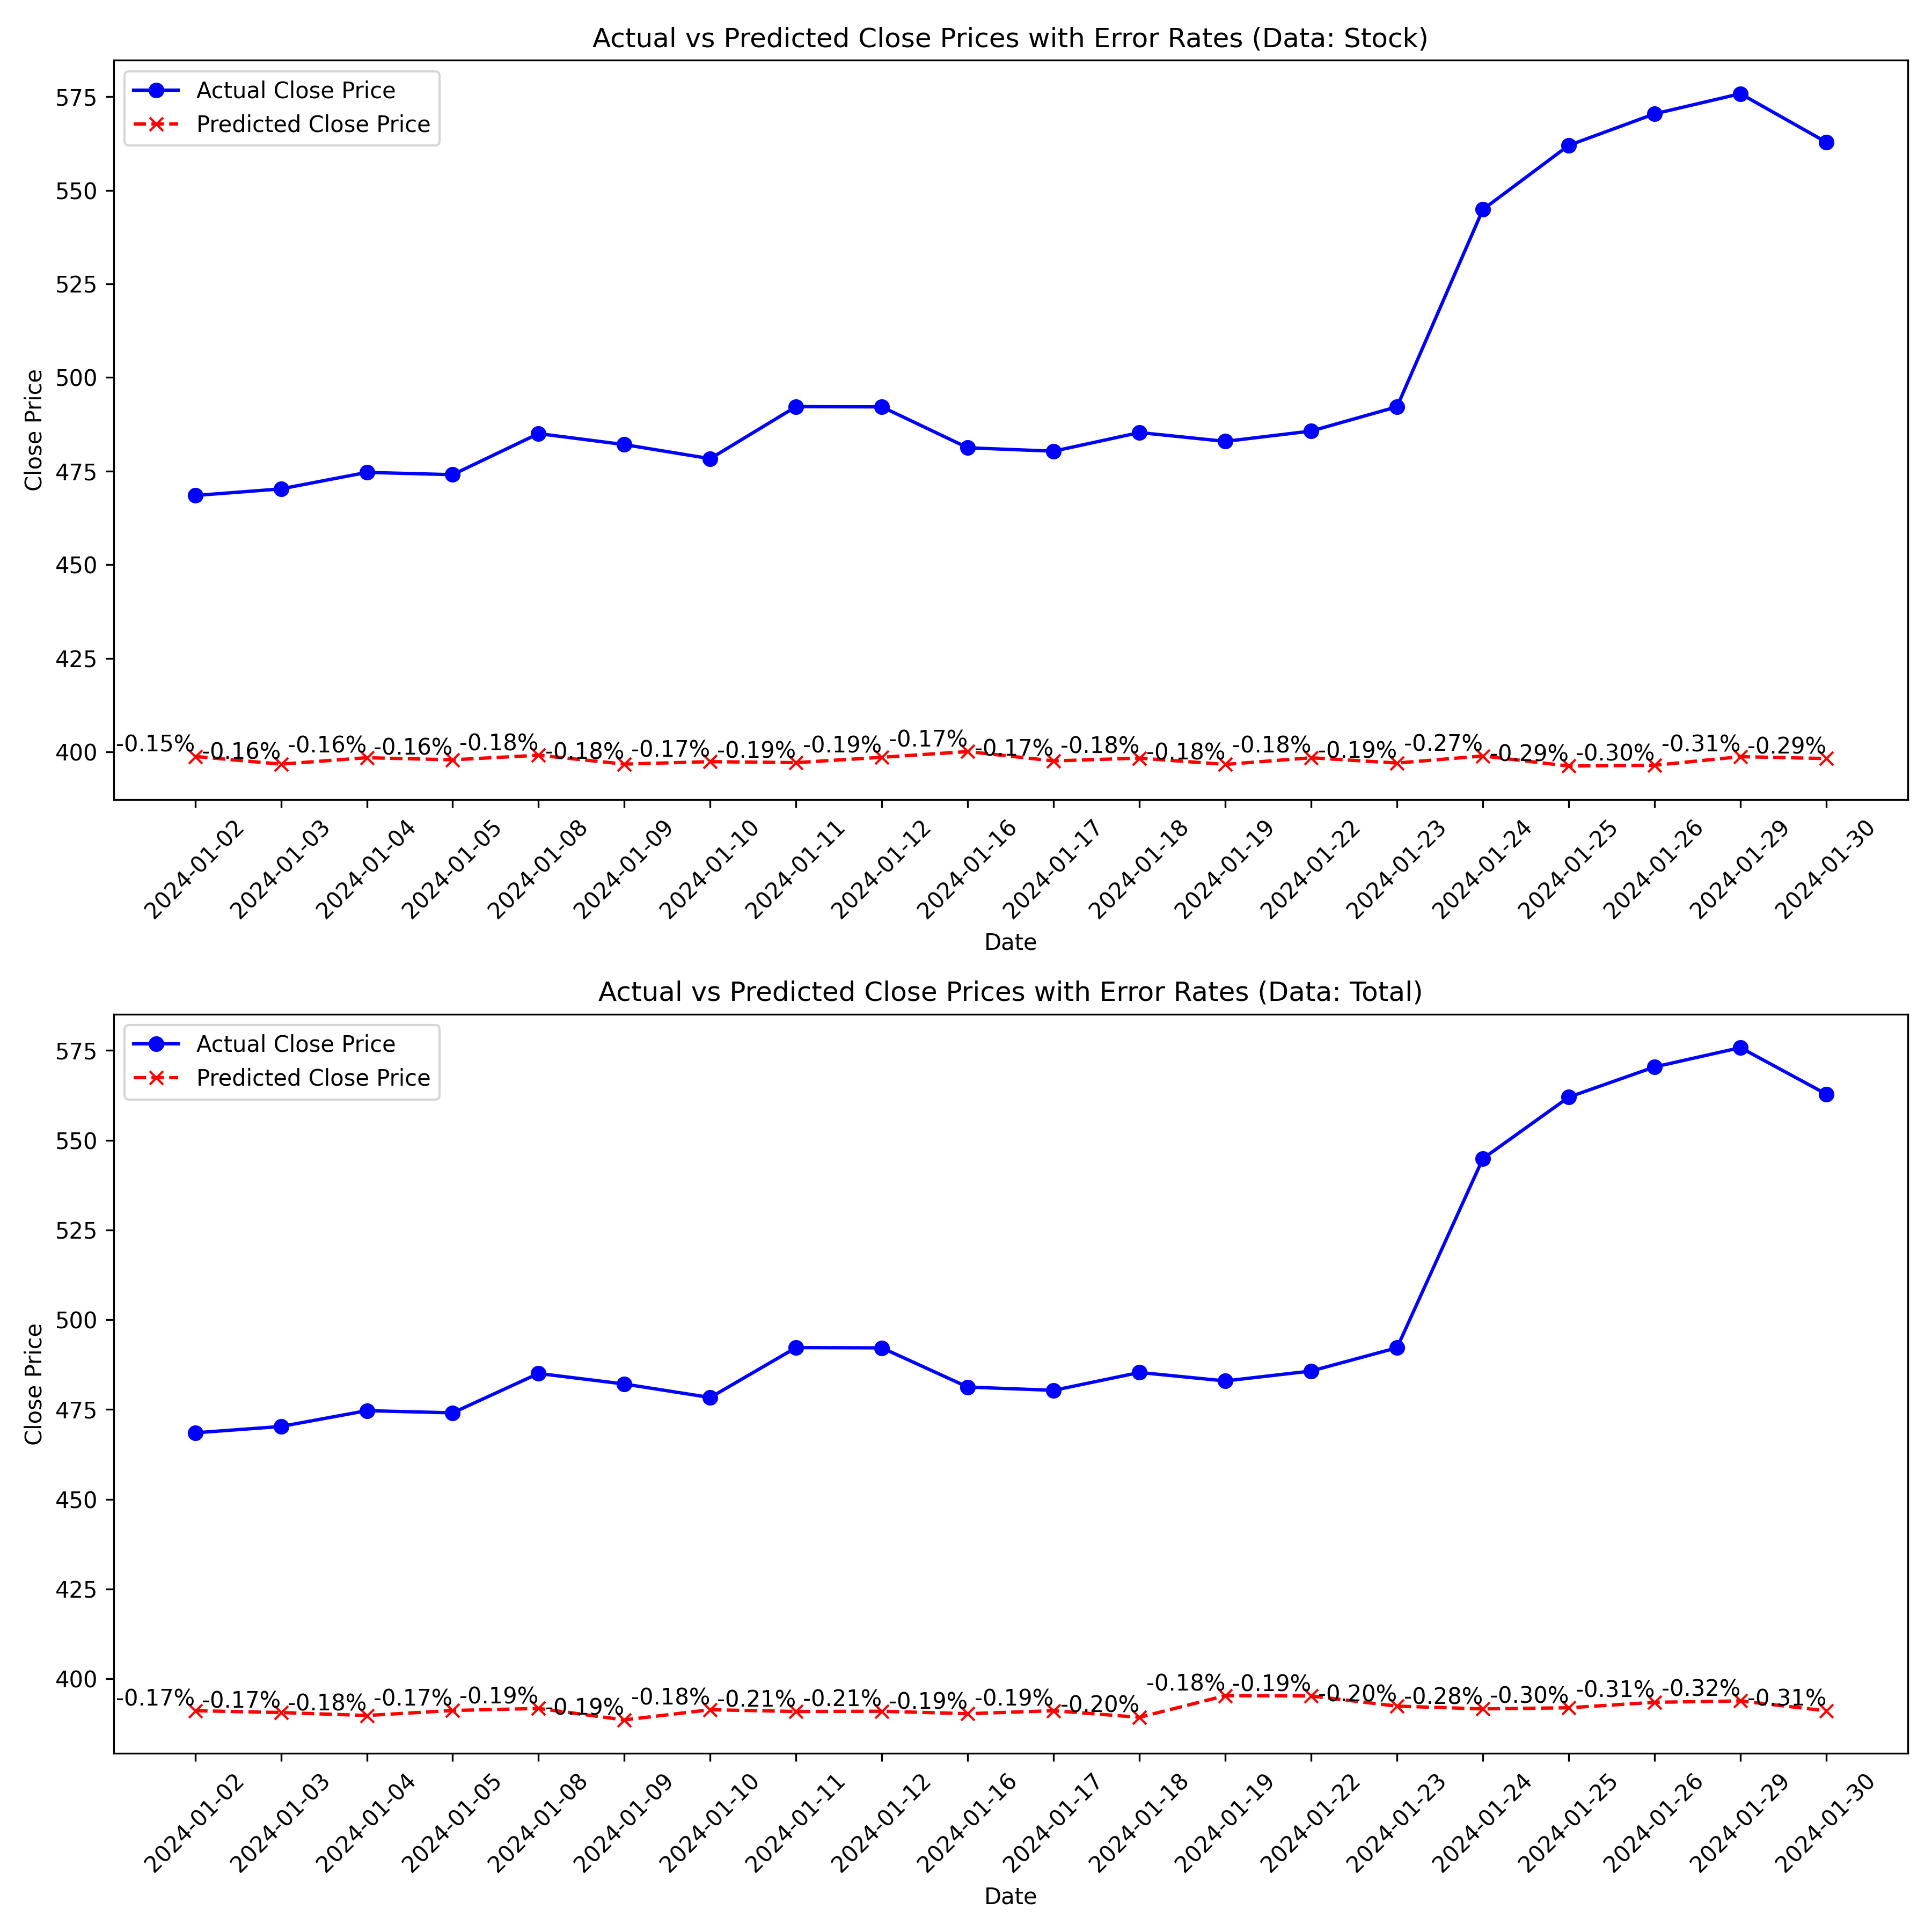 Actual vs Predicted Close Prices with Error Rates (Data: Stock)
Actual Close Price
Predicted Close Price
Close Price
575
550
525
500
475
450
425
400
-0.15% -0.16% -0.16% -0.16% -0.18% -0.18% -0.17% -0.19% -0.19% -0.17% -0.17% -0.18% -0.18% -0.18% -0.19% -0.27% -0.29% -0.30% -0.31% -0.29%
2024-01-02 2024-01-03 2024-01-04 2024-01-05 2024-01-08 2024-01-09 2024-01-10 2024-01-11 2024-01-12 2024-01-16 2024-01-17 2024-01-18 2024-01-19 2024-01-22 2024-01-23 2024-01-24 2024-01-25 2024-01-26 2024-01-29 2024-01-30
Date
Actual vs Predicted Close Prices with Error Rates (Data: Total)
Actual Close Price
Predicted Close Price
Close Price
575
550
525
500
475
450
425
400
-0.17% -0.17% -0.18% -0.17% -0.19% -0.19% -0.18% -0.21% -0.21% -0.19% -0.19% -0.20% -0.18% -0.19% -0.20% -0.28% -0.30% -0.31% -0.32% -0.31%
2024-01-02 2024-01-03 2024-01-04 2024-01-05 2024-01-08 2024-01-09 2024-01-10 2024-01-11 2024-01-12 2024-01-16 2024-01-17 2024-01-18 2024-01-19 2024-01-22 2024-01-23 2024-01-24 2024-01-25 2024-01-26 2024-01-29 2024-01-30
Date